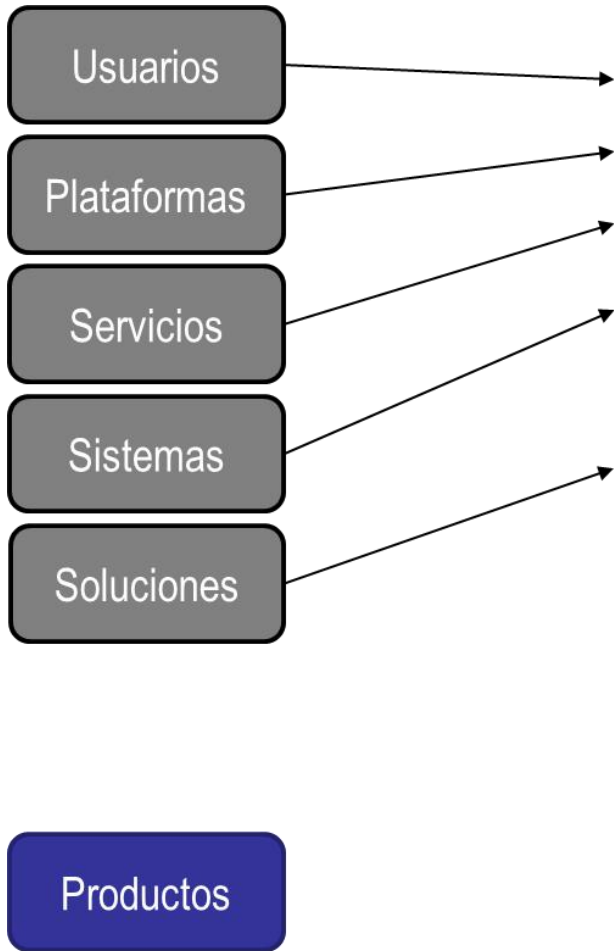 Usuarios
Plataformas
Servicios
Sistemas
Soluciones
Productos